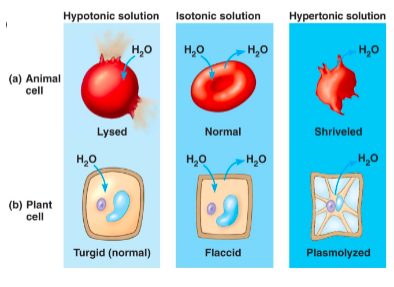 Hypotonic solution
Isotonic solution
Hypertonic solution
(a) Animal
cell
H₂O
H₂O
H₂O
H₂O
Lysed
Normal
Shriveled
(b) Plant
cell
H₂O
H₂O
H₂O
H₂O
Turgid (normal)
Flaccid
Plasmolyzed